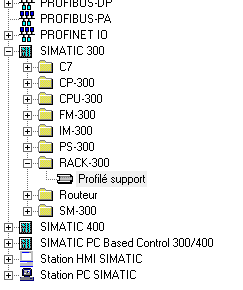 PROFIBUS-DP
PROFIBUS-PA
PROFINET IO
SIMATIC 300
C7
CP-300
CPU-300
FM-300
IM-300
PS-300
RACK-300
Profilé support
Routeur
SM-300
SIMATIC 400
SIMATIC PC Based Control 300/400
Station HMI SIMATIC
Station PC SIMATIC